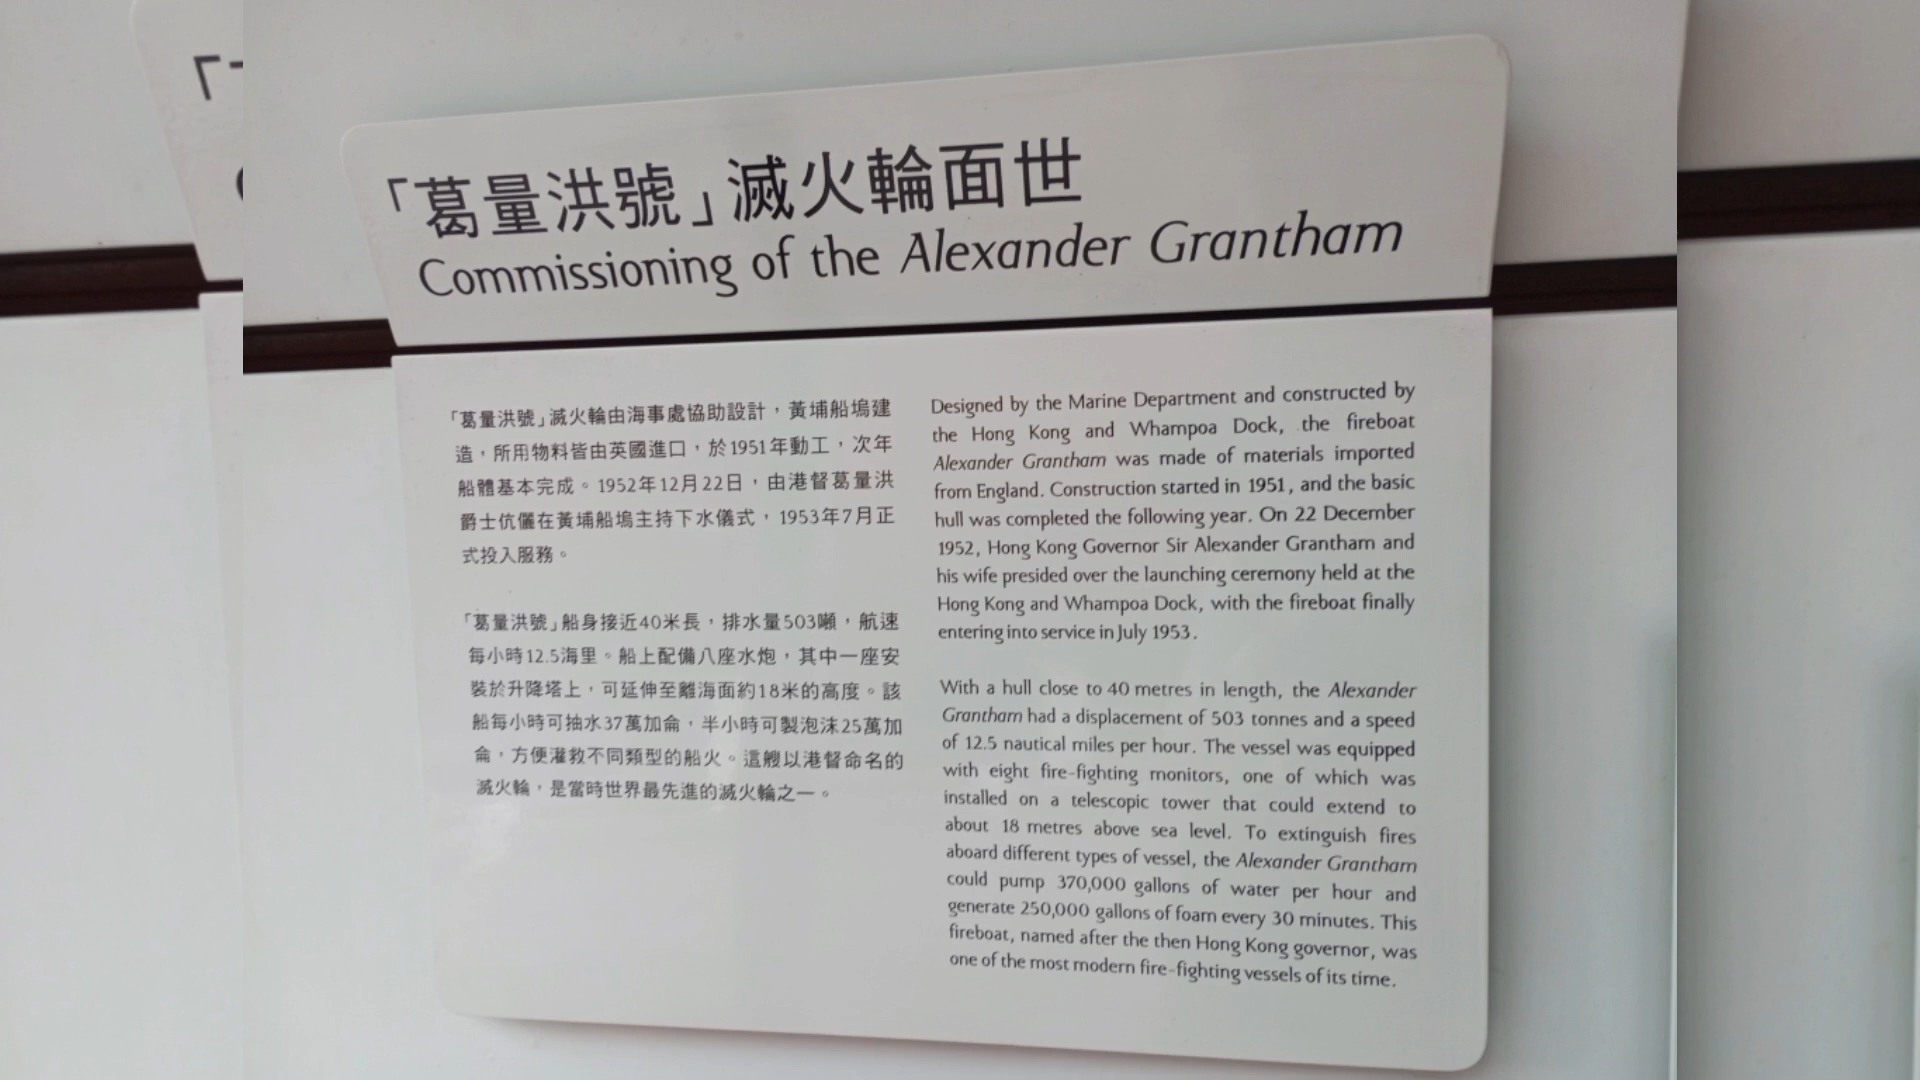 「葛量洪號」滅火輪面世
Commissioning of the Alexander Grantham
「葛量洪號」滅火輪由海事處協助設計，黃埔船塢建
造，所用物料皆由英國進口，於1951年動工，次年
船體基本完成。1952年12月22日，由港督葛量洪
爵士伉儷在黃埔船塢主持下水儀式，1953年7月正
式投入服務。
「葛量洪號」船身接近40米長，排水量503噸，航速
每小時12.5海里。船上配備八座水炮，其中一座安
裝於升降塔上，可延伸至離海面約18米的高度。該
船每小時可抽水37萬加侖，半小時可製泡沫25萬加
侖，方便灌救不同類型的船火。這艘以港督命名的
滅火輪，是當時世界最先進的滅火輪之一。
Designed by the Marine Department and constructed by
the Hong Kong and Whampoa Dock, the fireboat
Alexander Grantham was made of materials imported
from England. Construction started in 1951, and the basic
hull was completed the following year. On 22 December
1952, Hong Kong Governor Sir Alexander Grantham and
his wife presided over the launching ceremony held at the
Hong Kong and Whampoa Dock, with the fireboat finally
entering into service in July 1953.
With a hull close to 40 metres in length, the Alexander
Grantham had a displacement of 503 tonnes and a speed
of 12.5 nautical miles per hour. The vessel was equipped
with eight fire-fighting monitors, one of which was
installed on a telescopic tower that could extend to
about 18 metres above sea level. To extinguish fires
aboard different types of vessel, the Alexander Grantham
could pump 370,000 gallons of water per hour and
generate 250,000 gallons of foam every 30 minutes. This
fireboat, named after the then Hong Kong governor, was
one of the most modern fire-fighting vessels of its time.